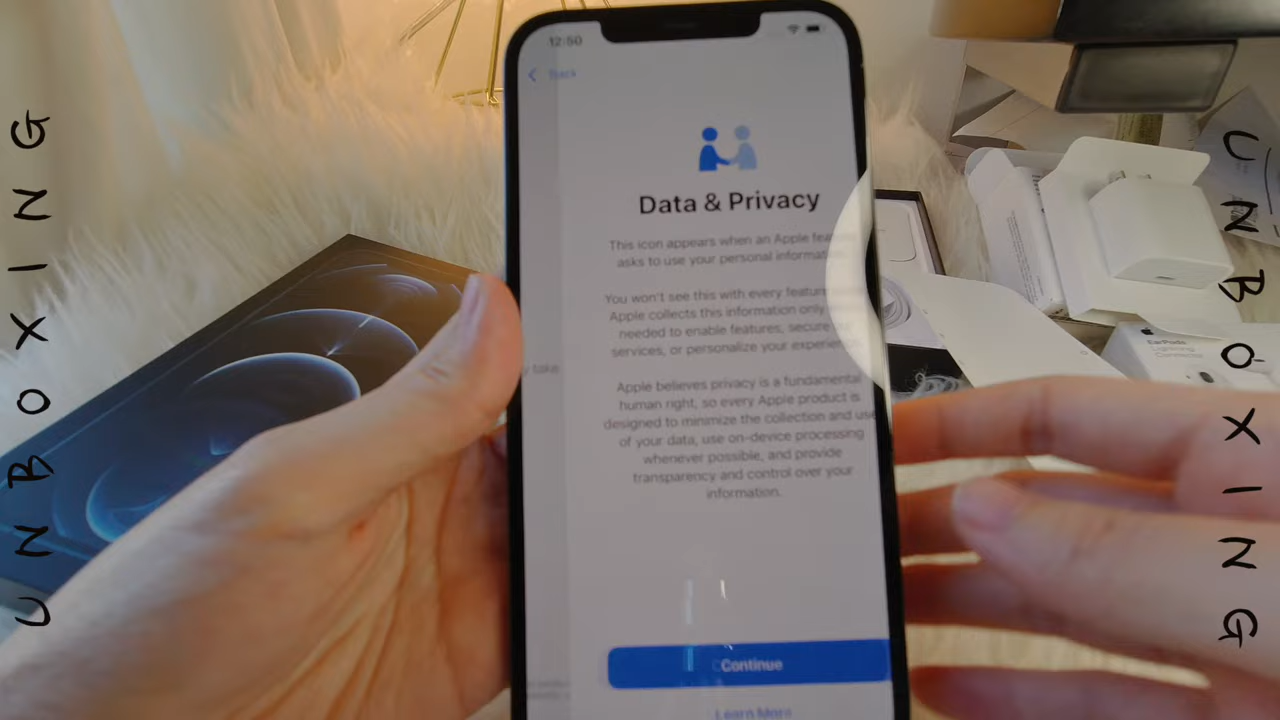 UNBOXING
12:50
Back
Data & Privacy
This icon appears when an Apple
asks to use your personal
You won't see this with every
Apple collects this information only
needed to enable features, secure
services, or personalize your
Apple believes privacy is a fundamental
human right, so every Apple product is
designed to minimize the collection and use
of your data, use on-device processing
whenever possible, and provide
transparency and control over your
information.
Continue
Learn More
take
EarPods
UNBOXING